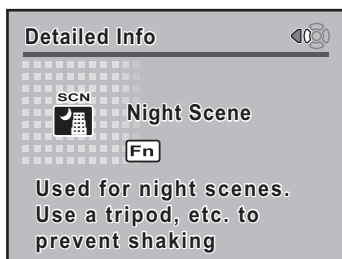 Detailed Info
SCN
Night Scene
Fn
Used for night scenes.
Use a tripod, etc. to
prevent shaking